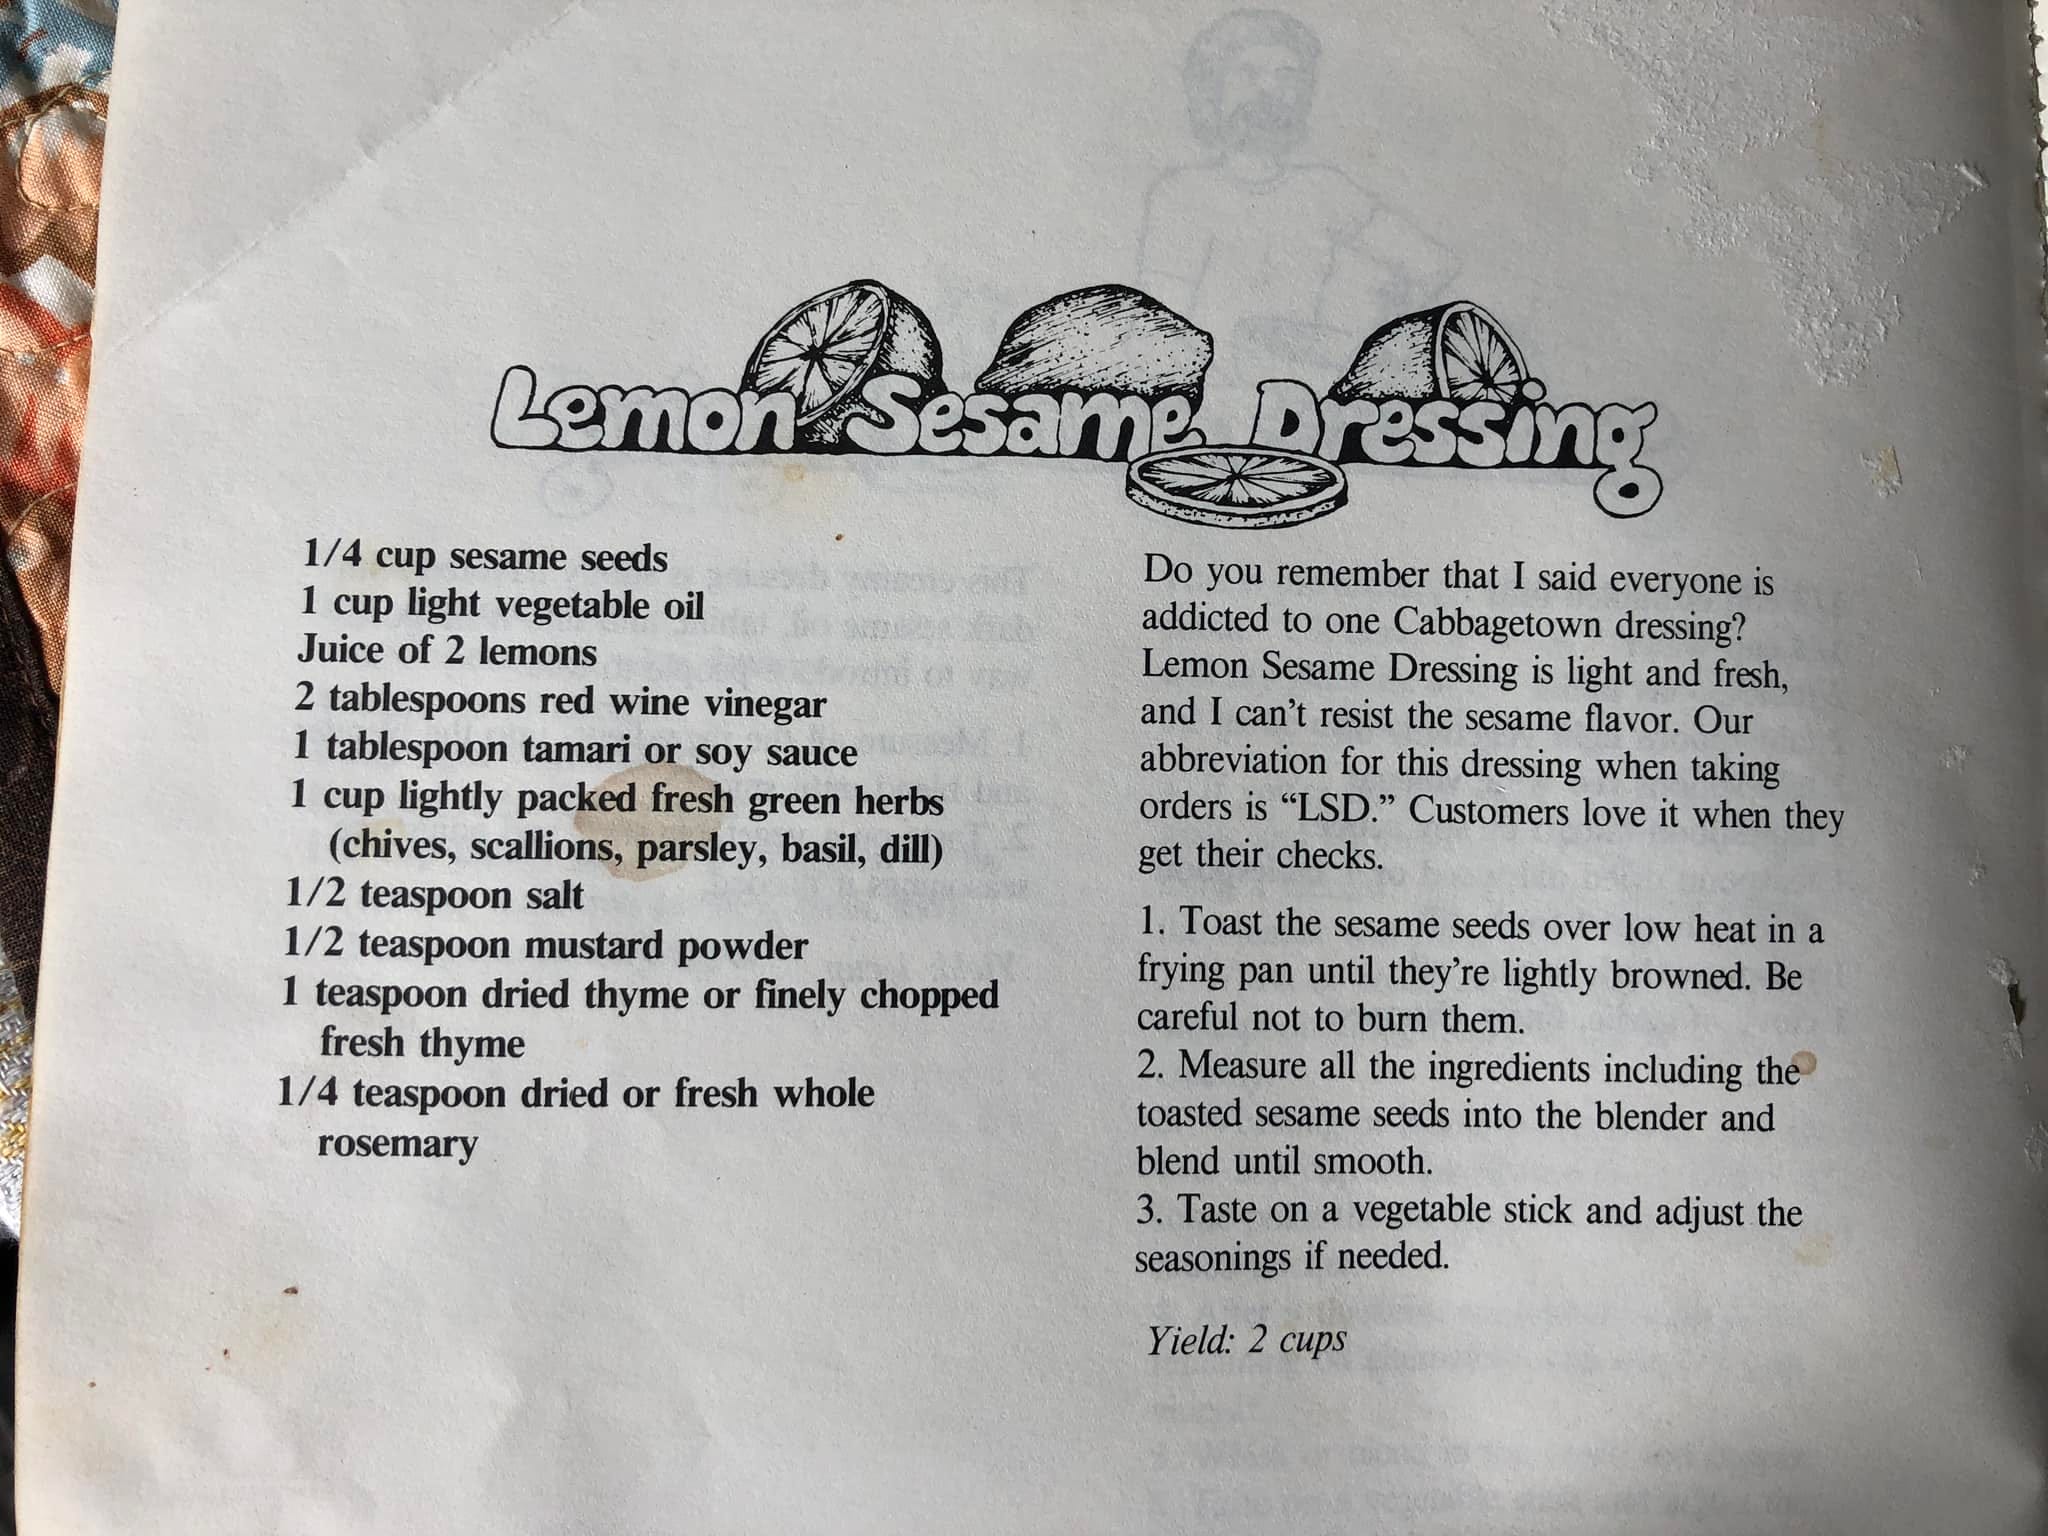 Lemon Sesame Dressing
1/4 cup sesame seeds
1 cup light vegetable oil
Juice of 2 lemons
2 tablespoons red wine vinegar
1 tablespoon tamari or soy sauce
1 cup lightly packed fresh green herbs
(chives, scallions, parsley, basil, dill)
1/2 teaspoon salt
1/2 teaspoon mustard powder
1 teaspoon dried thyme or finely chopped
fresh thyme
1/4 teaspoon dried or fresh whole
rosemary
Do you remember that I said everyone is
addicted to one Cabbagetown dressing?
Lemon Sesame Dressing is light and fresh,
and I can't resist the sesame flavor. Our
abbreviation for this dressing when taking
orders is “LSD.” Customers love it when they
get their checks.
1. Toast the sesame seeds over low heat in a
frying pan until they're lightly browned. Be
careful not to burn them.
2. Measure all the ingredients including the
toasted sesame seeds into the blender and
blend until smooth.
3. Taste on a vegetable stick and adjust the
seasonings if needed.
Yield: 2 cups